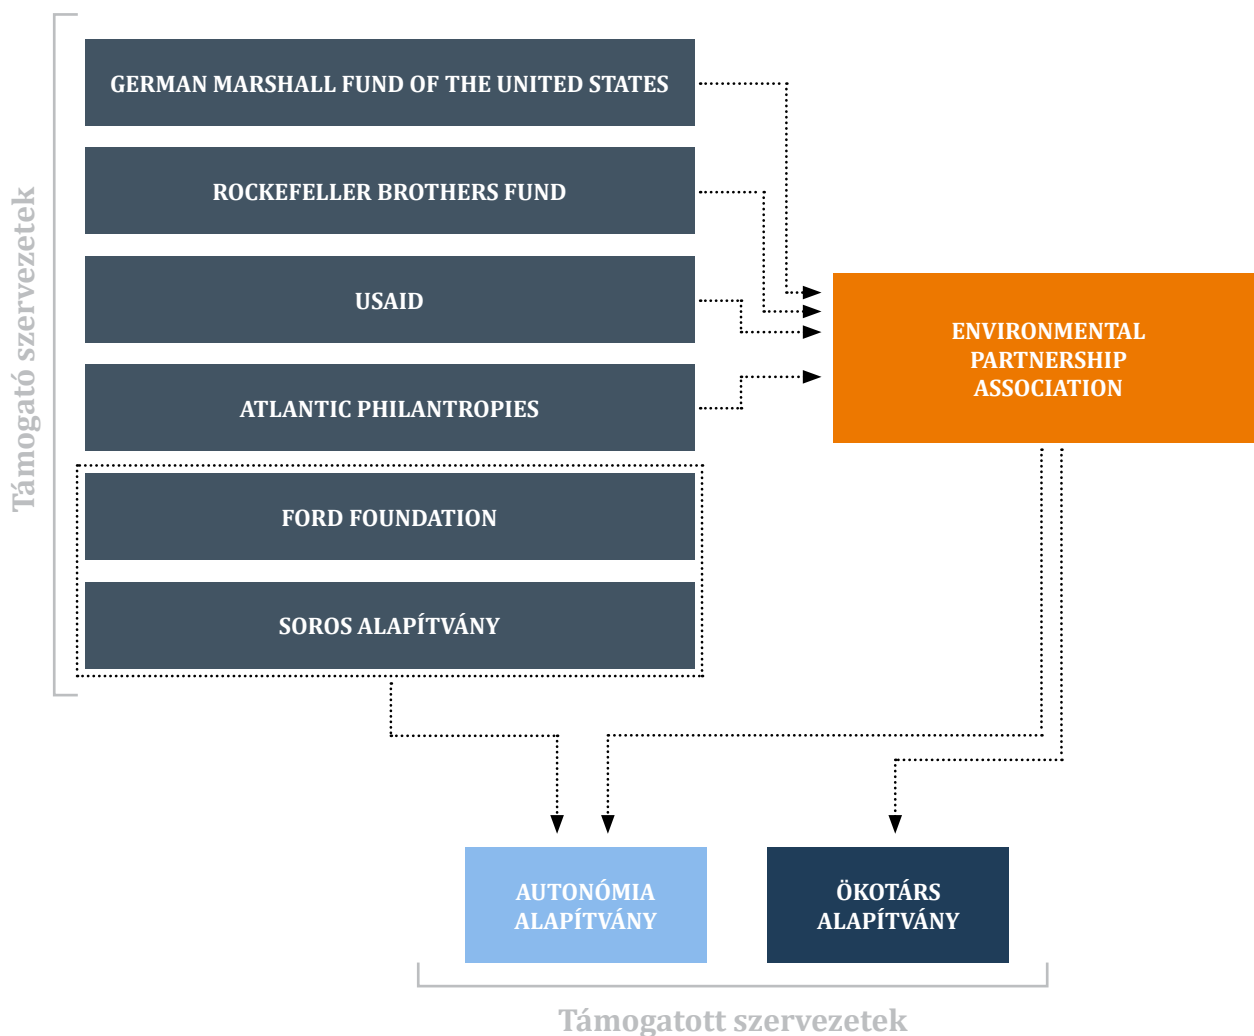 Támogató szervezetek
GERMAN MARSHALL FUND OF THE UNITED STATES
ROCKEFELLER BROTHERS FUND
USAID
ATLANTIC PHILANTROPIES
FORD FOUNDATION
SOROS ALAPÍTVÁNY
ENVIRONMENTAL
PARTNERSHIP
ASSOCIATION
AUTONÓMIA
ALAPÍTVÁNY
ÖKOTÁRS
ALAPÍTVÁNY
Támogatott szervezetek